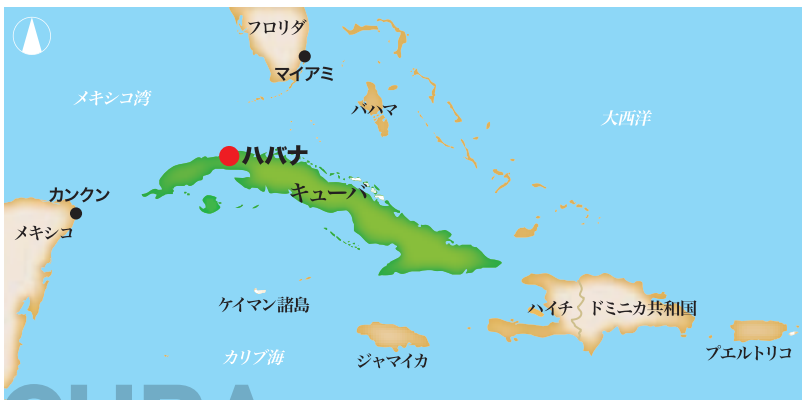 フロリダ
マイアミ
メキシコ湾
バハマ
大西洋
ハバナ
キューバ
カンクン
メキシコ
ケイマン諸島
ハイチ
ドミニカ共和国
カリブ海
ジャマイカ
プエルトリコ
CUBA